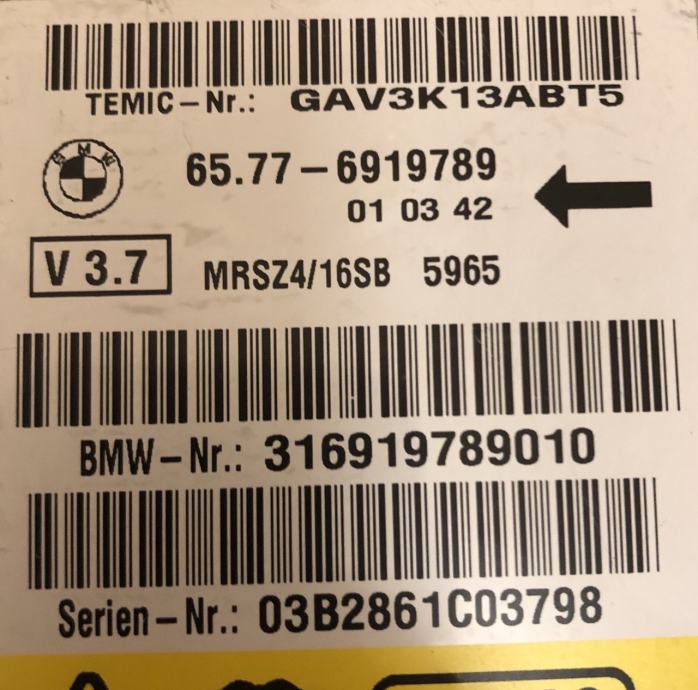 TEMIC-Nr.: GAV3K13ABT5
BMW
65.77-6919789
01 03 42
V 3.7
MRSZ4/16SB 5965
BMW-Nr.: 316919789010
Serien-Nr.: 03B2861C03798